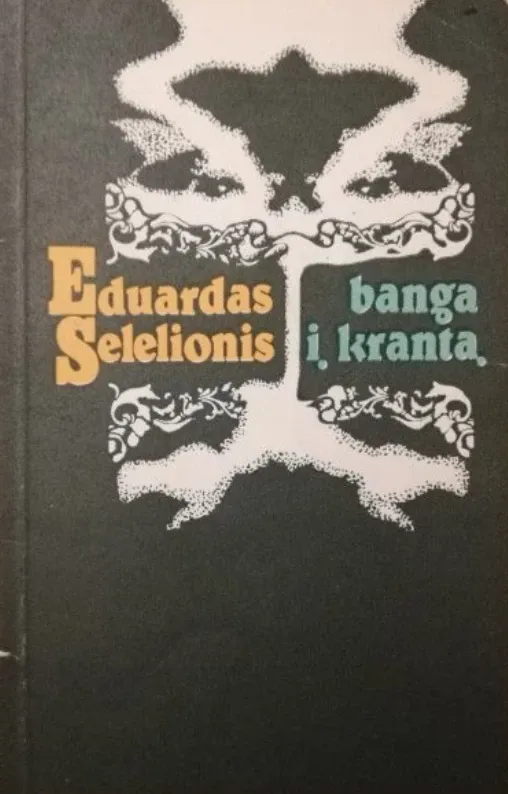 Eduardas
Selelionis
banga
į krantą